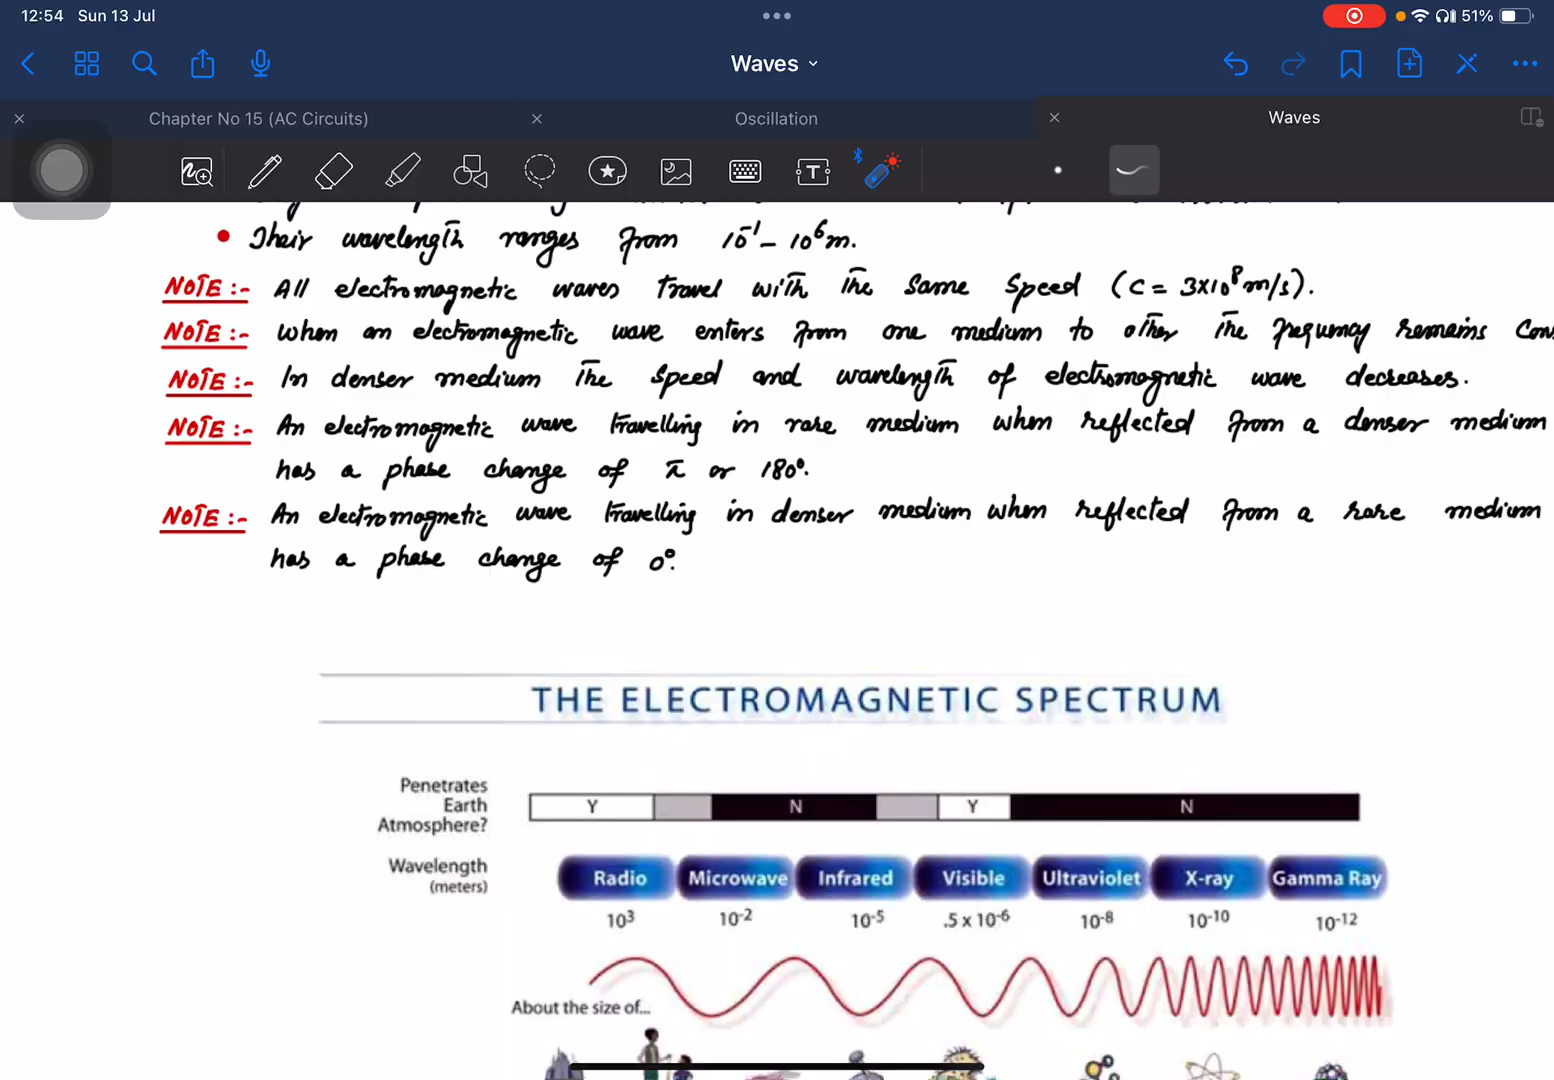 12:54 Sun 13 Jul
51%
Waves
Chapter No 15 (AC Circuits)
Oscillation
Waves
T
• Their wavelength ranges from 10⁻¹ – 10⁶ m.
NOTE :- All electromagnetic waves travel with the same speed (c = 3x10⁸ m/s).
NOTE :- When an electromagnetic wave enters from one medium to other the frequency remains
NOTE :- In denser medium the speed and wavelength of electromagnetic wave decreases.
NOTE :- An electromagnetic wave travelling in rare medium when reflected from a denser medium
has a phase change of π or 180°.
NOTE :- An electromagnetic wave travelling in denser medium when reflected from a rare medium
has a phase change of 0°.
THE ELECTROMAGNETIC SPECTRUM
Penetrates
Earth
Atmosphere?
Y N Y N
Wavelength
(meters)
Radio Microwave Infrared Visible Ultraviolet X-ray Gamma Ray
10³ 10⁻² 10⁻⁵ .5 x 10⁻⁶ 10⁻⁸ 10⁻¹⁰ 10⁻¹²
About the size of...